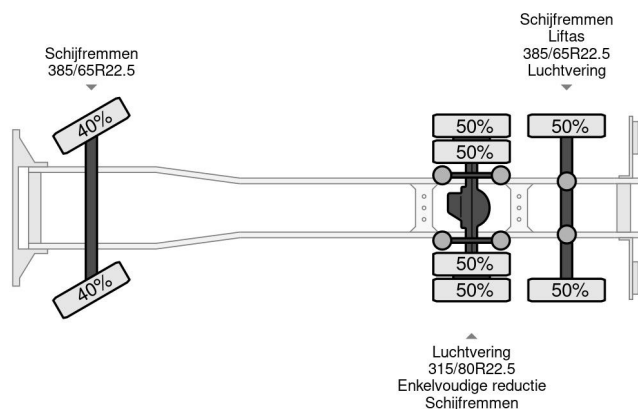 Schijfremmen
385/65R22.5
Schijfremmen
Liftas
385/65R22.5
Luchtvering
40%
50%
50%
50%
40%
50%
50%
50%
Luchtvering
315/80R22.5
Enkelvoudige reductie
Schijfremmen